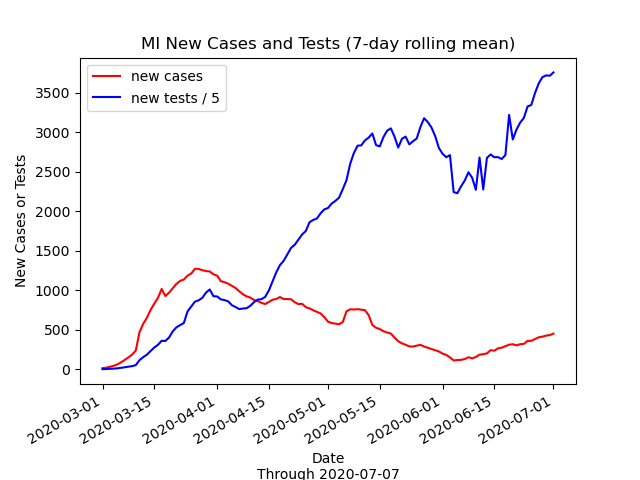 MI New Cases and Tests (7-day rolling mean)
new cases
new tests / 5
New Cases or Tests
3500
3000
2500
2000
1500
1000
500
0
2020-03-01
2020-03-15
2020-04-01
2020-04-15
2020-05-01
2020-05-15
2020-06-01
2020-06-15
2020-07-01
Date
Through 2020-07-07